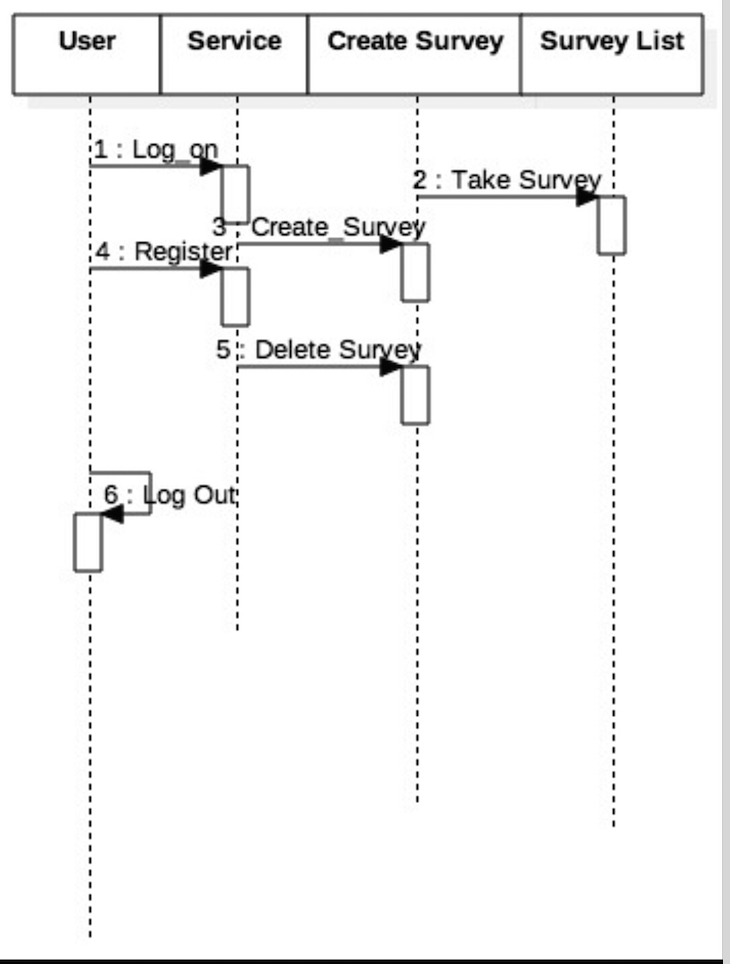 User
Service
Create Survey
Survey List
1 : Log_on
2 : Take Survey
3 : Create_Survey
4 : Register
5 : Delete Survey
6 : Log Out